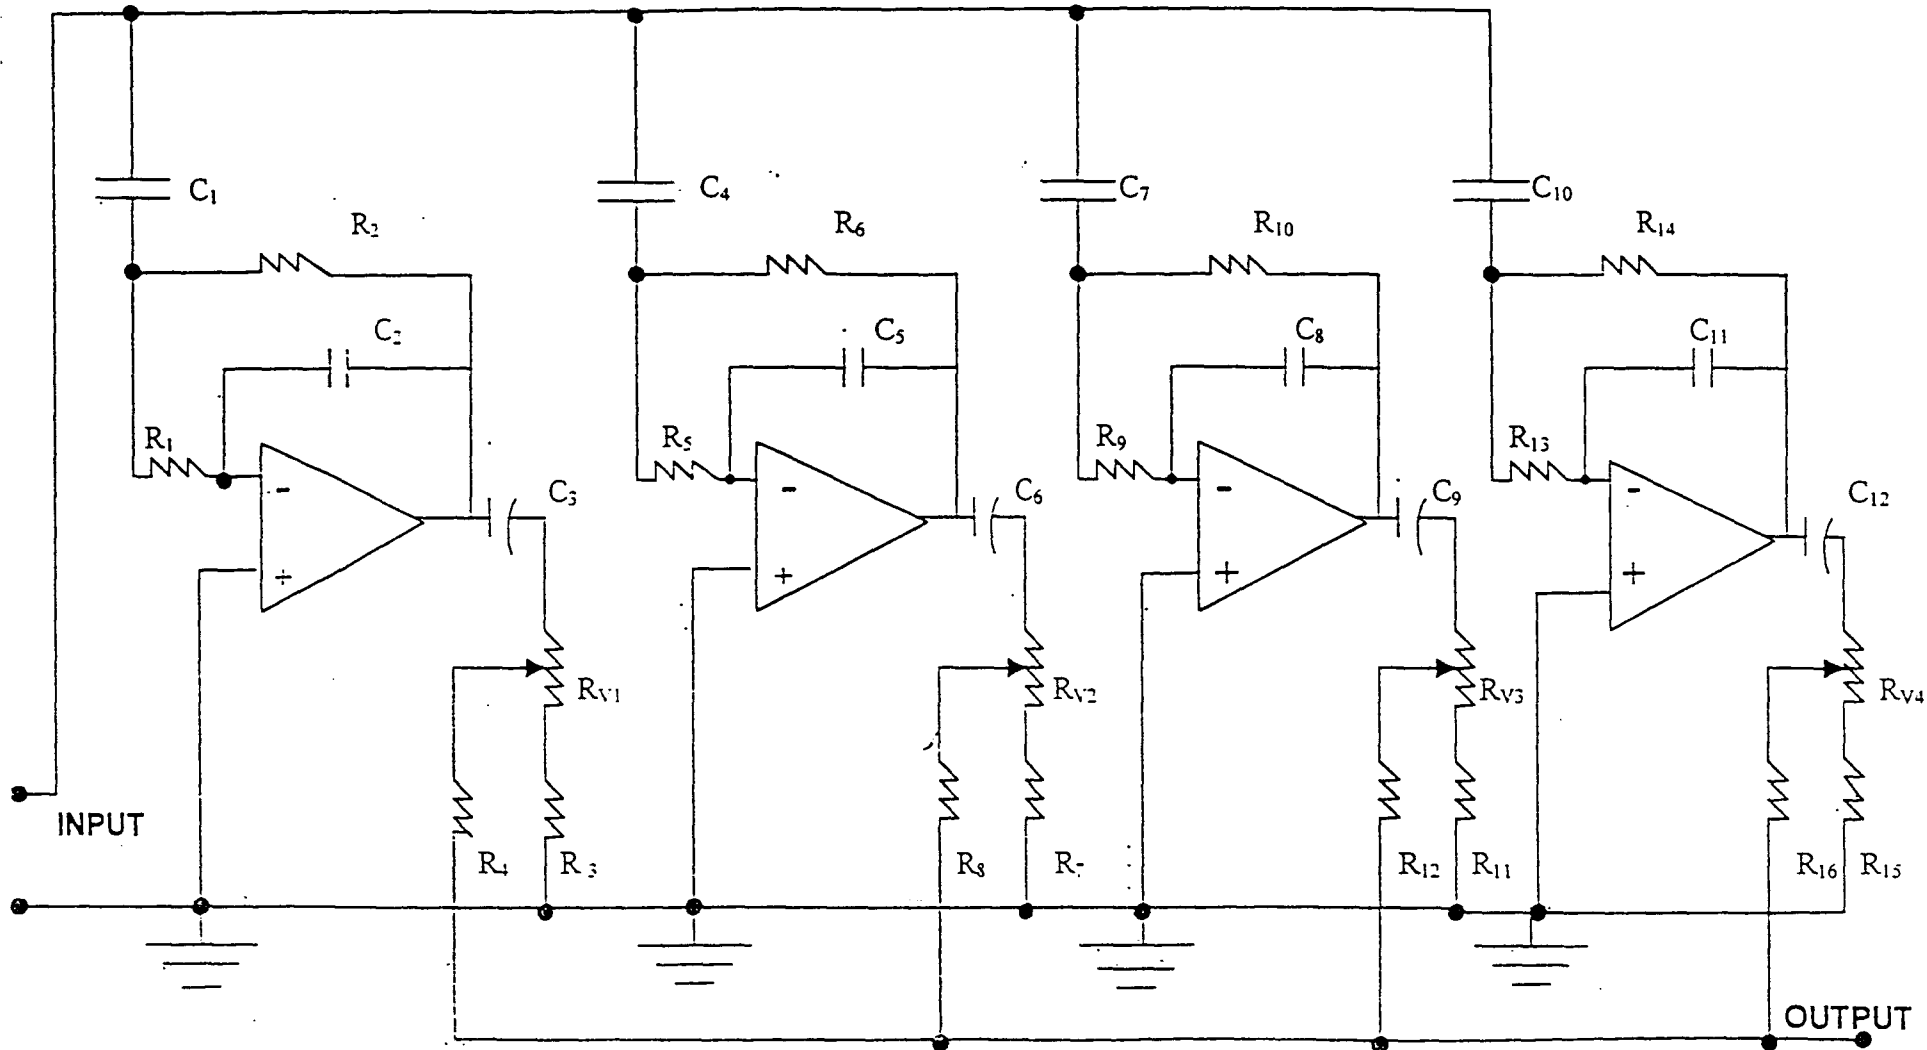 C1
C4
C7
C10
R2
R6
R10
R14
C2
C5
C8
C11
R1
R5
R9
R13
-
-
-
-
C3
C6
C9
C12
+
+
+
+
RV1
RV2
RV3
RV4
INPUT
R4
R3
R8
R7
R12
R11
R16
R15
OUTPUT